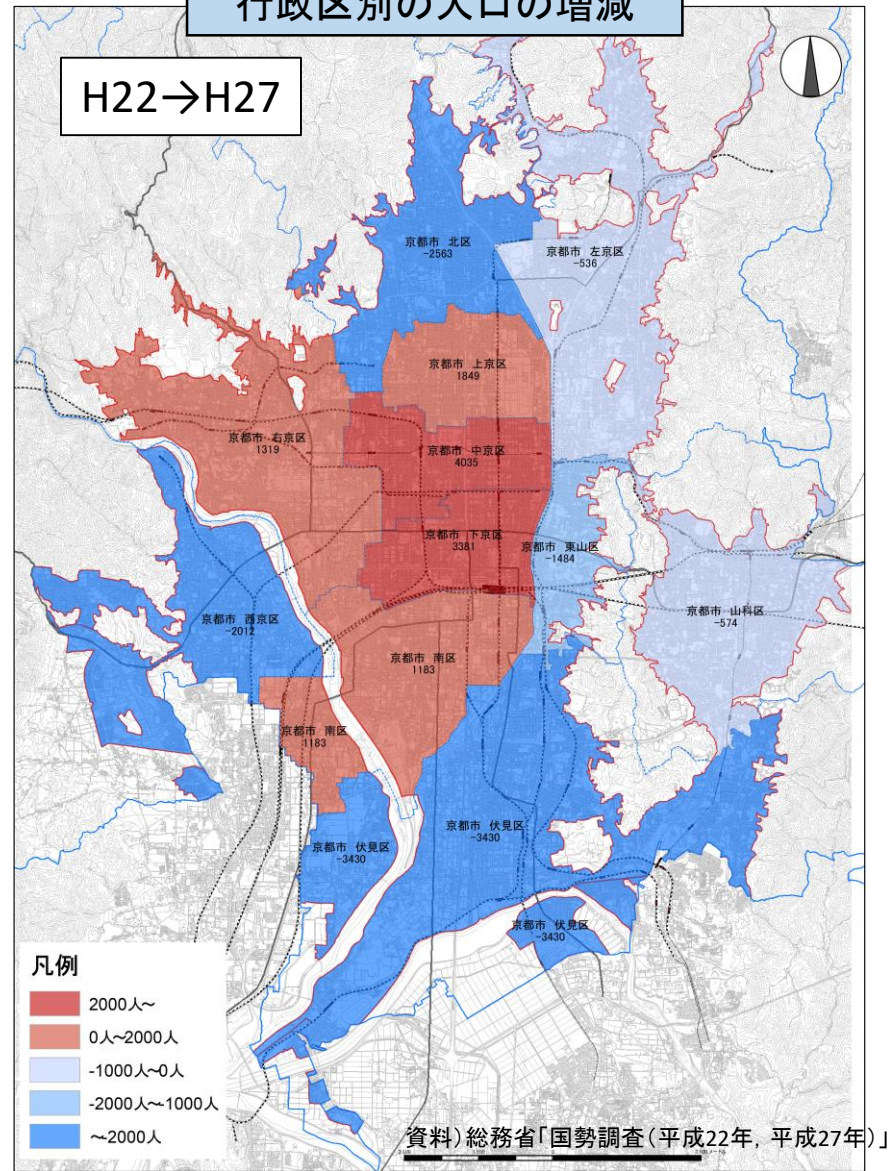 行政区別の人口の増減
H22→H27
京都市 北区
-2563
京都市 左京区
-536
京都市 上京区
1849
京都市 右京区
1319
京都市 中京区
4035
京都市 下京区
3381
京都市 東山区
-1484
京都市 山科区
-574
京都市 西京区
-2012
京都市 南区
1183
京都市 南区
1183
京都市 伏見区
-3430
京都市 伏見区
-3430
京都市 伏見区
-3430
凡例
2000人~
0人~2000人
-1000人~0人
-2000人~-1000人
~-2000人
資料)総務省「国勢調査(平成22年,平成27年)」